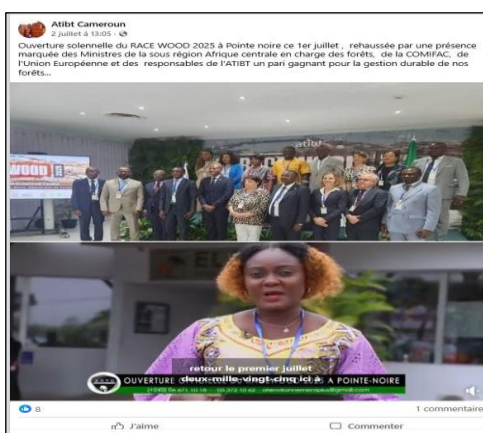 Atibt Cameroun
2 juillet à 13:05 ·
Ouverture solennelle du RACE WOOD 2025 à Pointe noire ce 1er juillet , rehaussée par une présence
marquée des Ministres de la sous région Afrique centrale en charge des forêts, de la COMiFAC, de
l'Union Européenne et des responsables de l'ATIBT un pari gagnant pour la gestion durable de nos
forêts...
atibt
WOOD
retour le premier juillet
deux-mille-vingt-cinq ici à
OUVERTURE
2025 A POINTE-NOIRE
8
1 commentaire
J'aime
Commenter